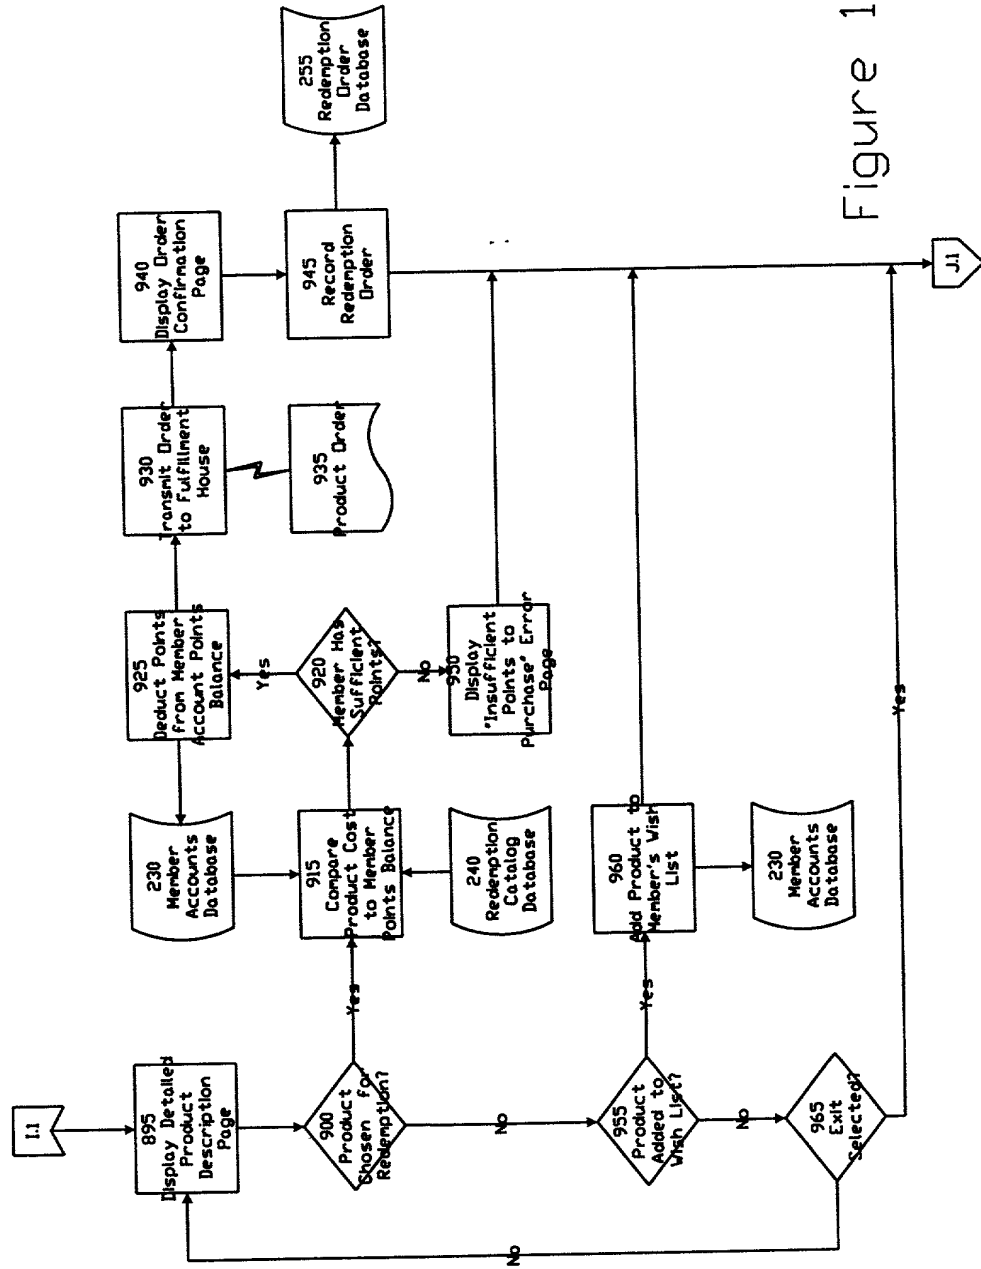 I.1
895
Display Detailed
Product
Description
Page
900
Product
Chosen for
Redemption?
Yes
No
230
Member
Accounts
Database
915
Compare
Product Cost
to Member
Points Balance
240
Redemption
Catalog
Database
920
Member Has
Sufficient
Points?
Yes
No
925
Deduct Points
from Member
Account Points
Balance
930
Transmit Order
to Fulfillment
House
935
Product Order
940
Display Order
Confirmation
Page
945
Record
Redemption
Order
255
Redemption
Order
Database
950
Display
"Insufficient
Points to
Purchase" Error
Page
955
Product
Added to
Wish List?
Yes
No
960
Add Product to
Member's Wish
List
230
Member
Accounts
Database
965
Exit
Selected?
Yes
No
J.1
Figure 1